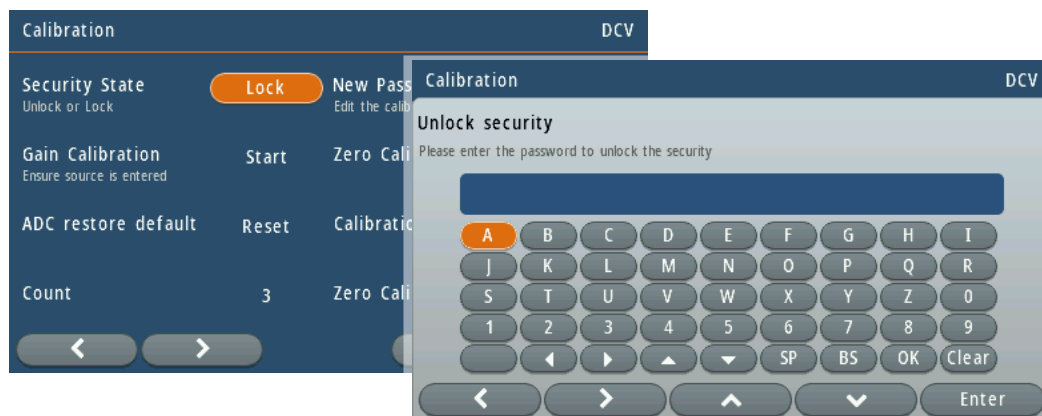 Calibration DCV
Security State Lock New Pass
Unlock or Lock Edit the calib
Gain Calibration Start Zero Cali
Ensure source is entered
ADC restore default Reset Calibratio
Count 3 Zero Cali
Calibration DCV
Unlock security
Please enter the password to unlock the security
A B C D E F G H I
J K L M N O P Q R
S T U V W X Y Z 0
1 2 3 4 5 6 7 8 9
SP BS OK Clear
Enter